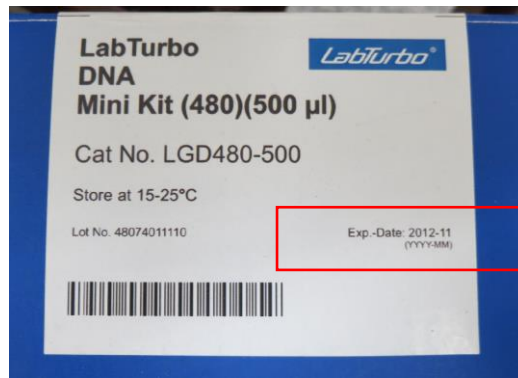 LabTurbo
LabTurbo®
DNA
Mini Kit (480)(500 µl)
Cat No. LGD480-500
Store at 15-25°C
Lot No. 48074011110
Exp.-Date: 2012-11
(YYYY-MM)